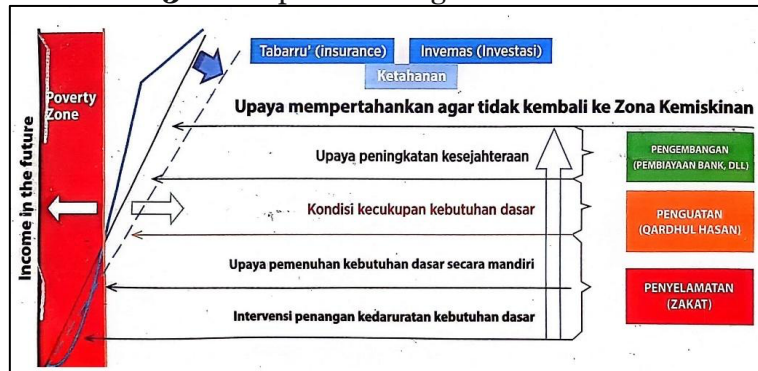 Tabarru' (insurance)
Invemas (Investasi)
Ketahanan
Poverty
Zone
Upaya mempertahankan agar tidak kembali ke Zona Kemiskinan
Income in the future
Upaya peningkatan kesejahteraan
PENGEMBANGAN
(PEMBIAYAAN BANK, DLL)
Kondisi kecukupan kebutuhan dasar
PENGUATAN
(QARDHUL HASAN)
Upaya pemenuhan kebutuhan dasar secara mandiri
PENYELAMATAN
(ZAKAT)
Intervensi penangan kedaruratan kebutuhan dasar